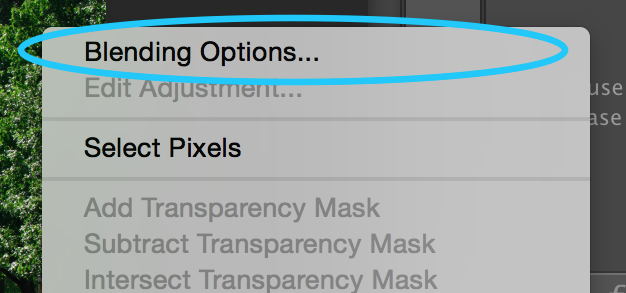 Blending Options...
Edit Adjustment...
use
ase
Select Pixels
Add Transparency Mask
Subtract Transparency Mask
Intersect Transparency Mask